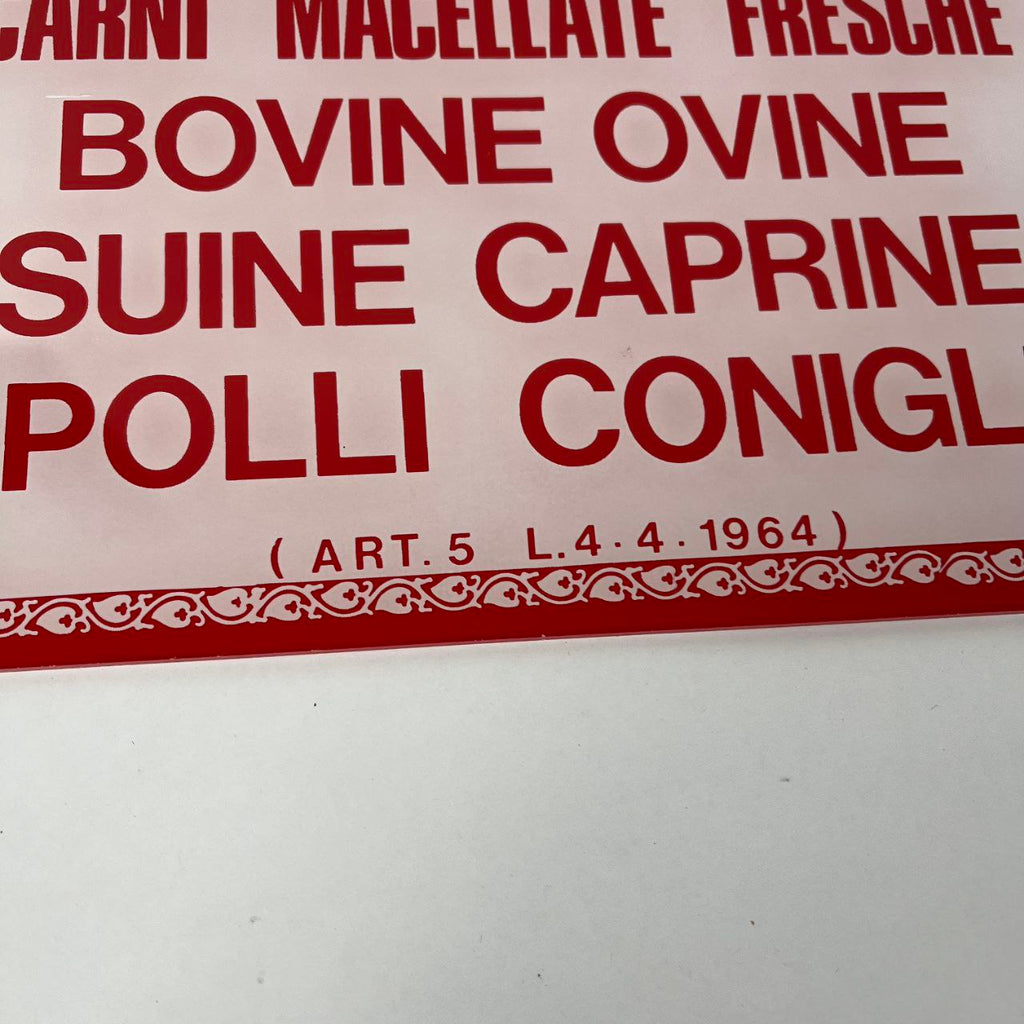 CARNI MACELLATE FRESCHE
BOVINE OVINE
SUINE CAPRINE
POLLI CONIGL
( ART. 5 L.4.4.1964 )